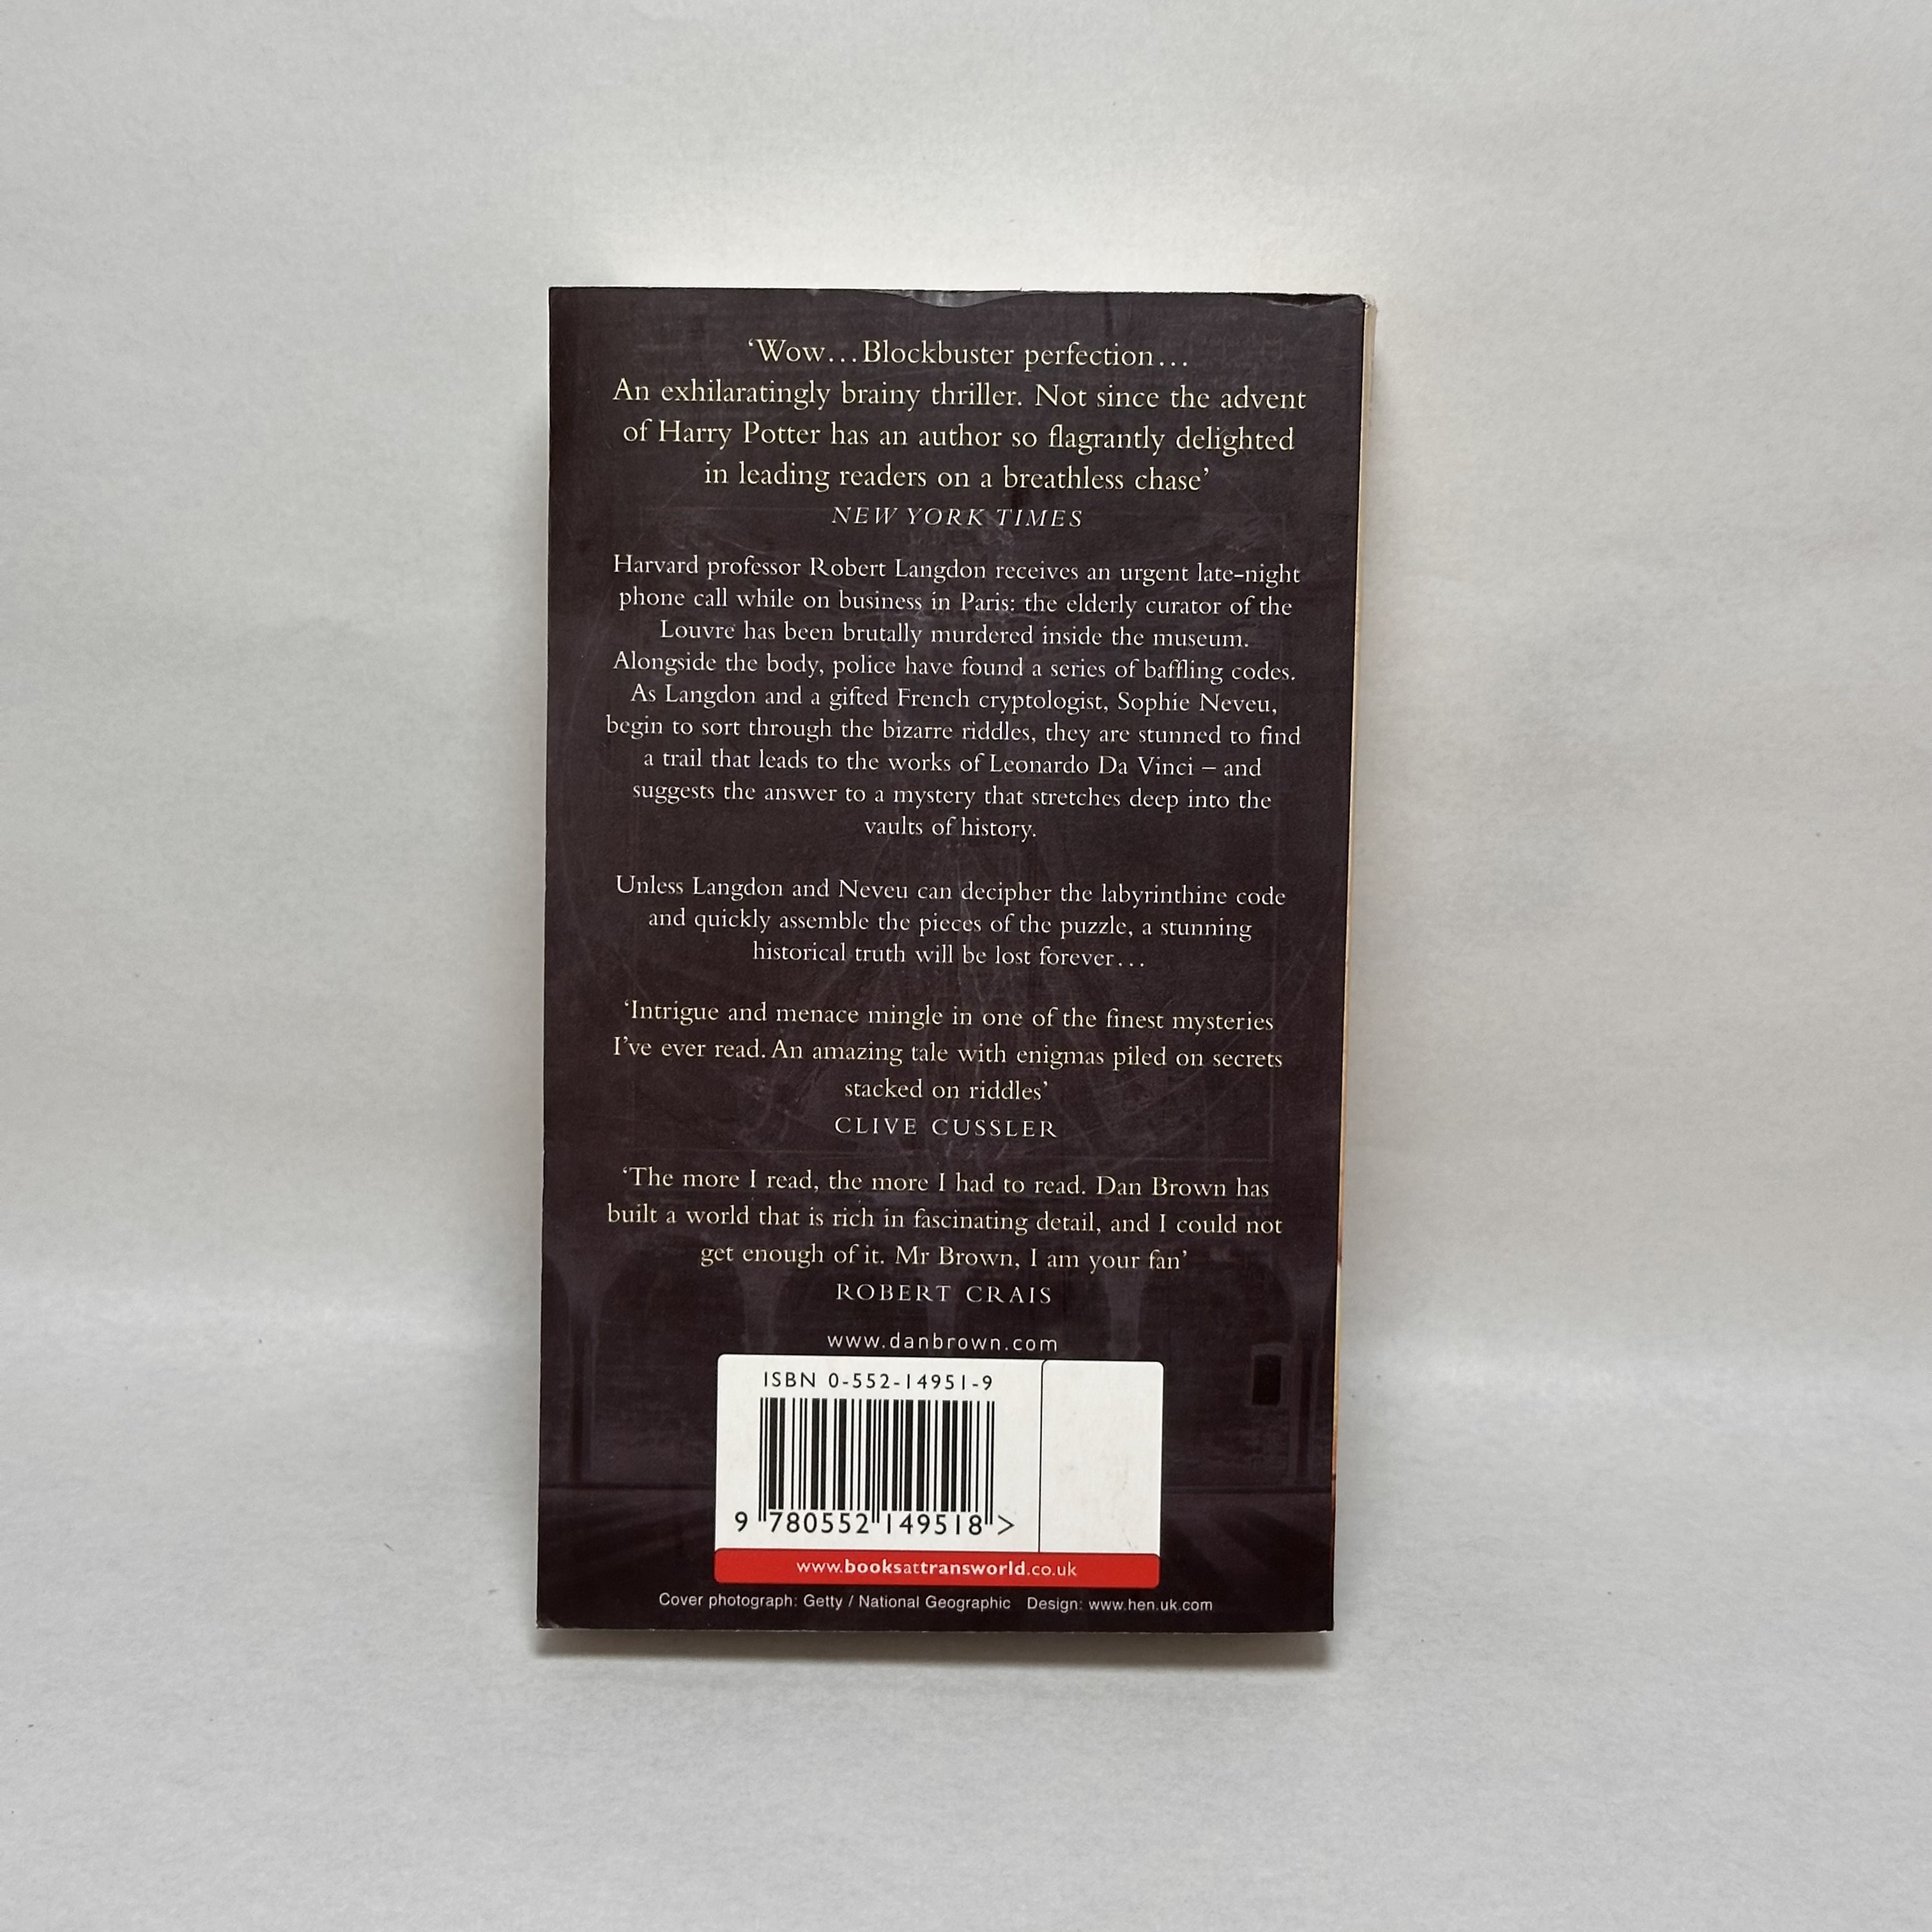 ‘Wow...Blockbuster perfection...
An exhilaratingly brainy thriller. Not since the advent
of Harry Potter has an author so flagrantly delighted
in leading readers on a breathless chase’
NEW YORK TIMES
Harvard professor Robert Langdon receives an urgent late-night
phone call while on business in Paris: the elderly curator of the
Louvre has been brutally murdered inside the museum.
Alongside the body, police have found a series of baffling codes.
As Langdon and a gifted French cryptologist, Sophie Neveu,
begin to sort through the bizarre riddles, they are stunned to find
a trail that leads to the works of Leonardo Da Vinci – and
suggests the answer to a mystery that stretches deep into the
vaults of history.
Unless Langdon and Neveu can decipher the labyrinthine code
and quickly assemble the pieces of the puzzle, a stunning
historical truth will be lost forever...
‘Intrigue and menace mingle in one of the finest mysteries
I’ve ever read. An amazing tale with enigmas piled on secrets
stacked on riddles’
CLIVE CUSSLER
‘The more I read, the more I had to read. Dan Brown has
built a world that is rich in fascinating detail, and I could not
get enough of it. Mr Brown, I am your fan’
ROBERT CRAIS
www.danbrown.com
ISBN 0-552-14951-9
9 780552 149518 >
www.booksattransworld.co.uk
Cover photograph: Getty / National Geographic Design: www.hen.uk.com